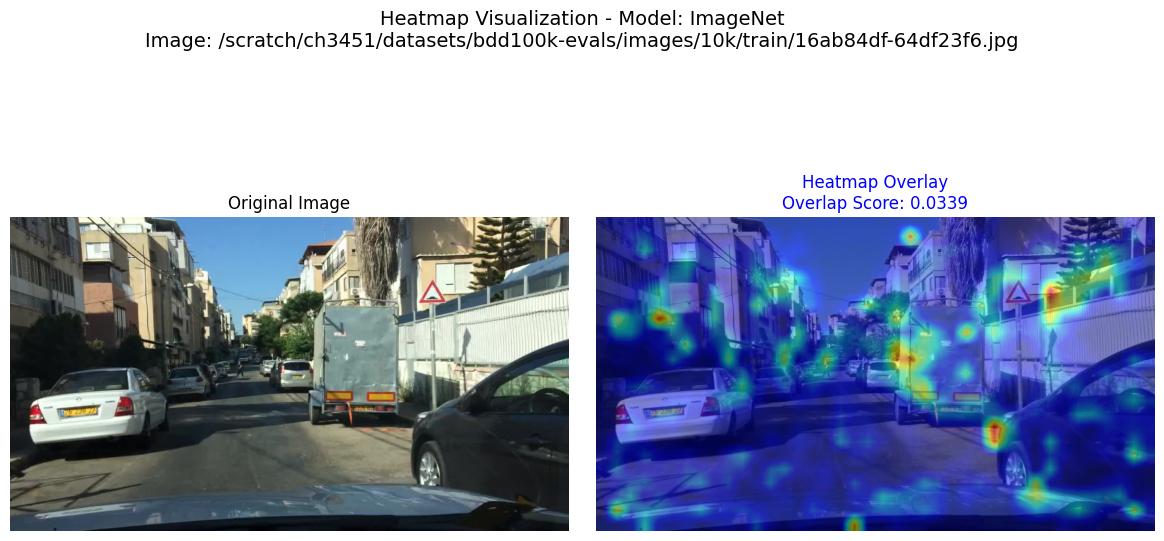 Heatmap Visualization - Model: ImageNet
Image: /scratch/ch3451/datasets/bdd100k-evals/images/10k/train/16ab84df-64df23f6.jpg
Original Image
Heatmap Overlay
Overlap Score: 0.0339